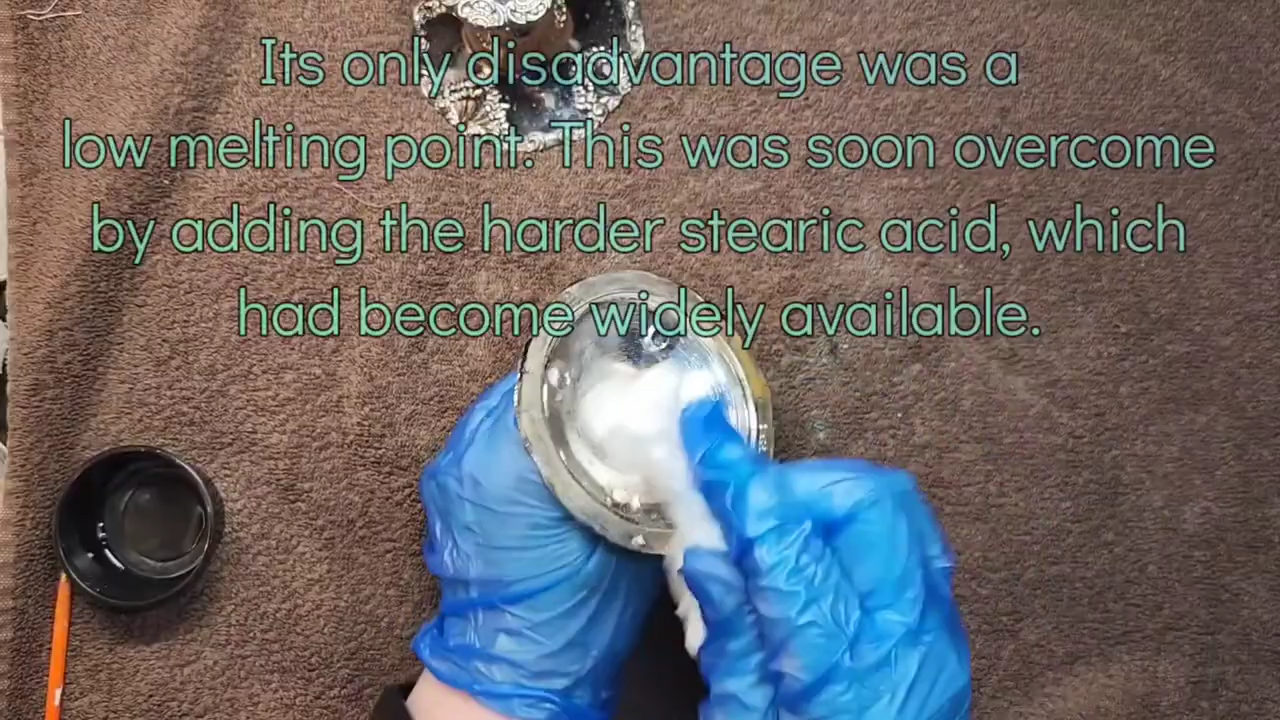 Its only disadvantage was a
low melting point. This was soon overcome
by adding the harder stearic acid, which
had become widely available.